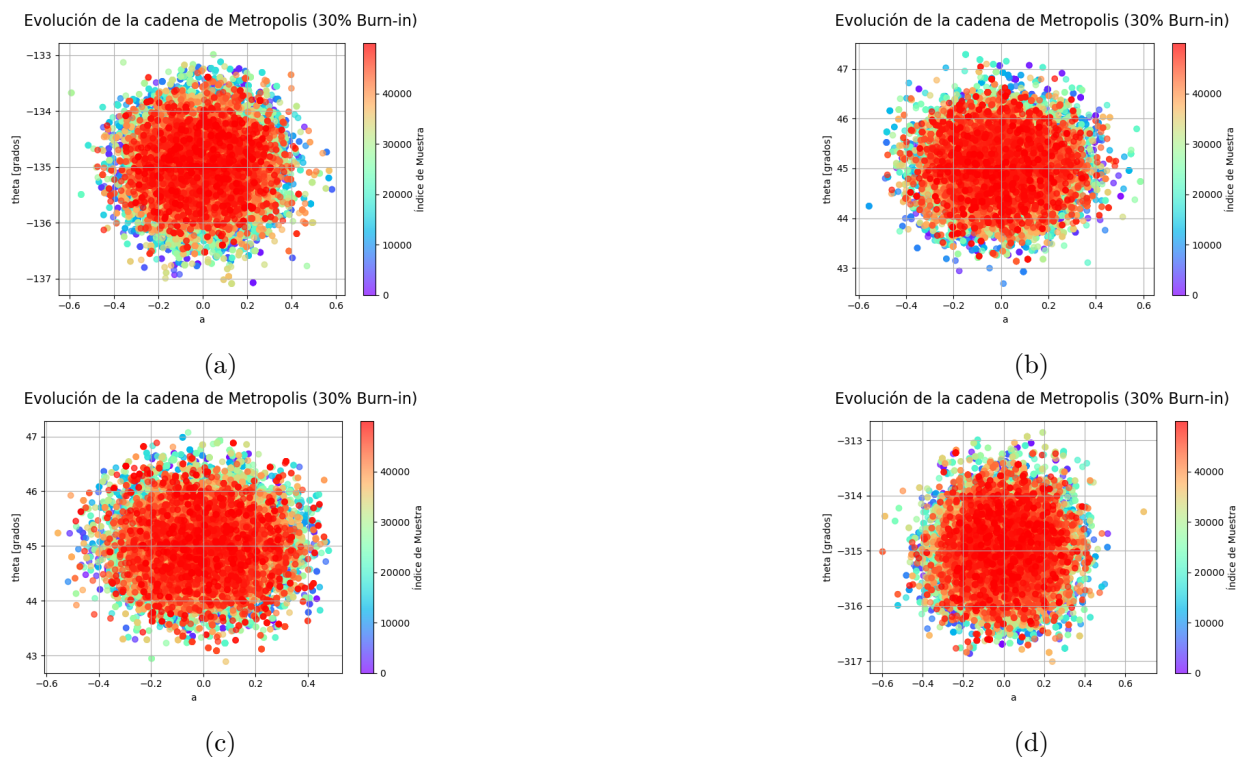 Evolución de la cadena de Metropolis (30% Burn-in)
−133
−134
−135
−136
−137
theta [grados]
−0.6 −0.4 −0.2 0.0 0.2 0.4 0.6
a
40000
30000
20000
10000
0
Índice de Muestra
(a)
Evolución de la cadena de Metropolis (30% Burn-in)
47
46
45
44
43
theta [grados]
−0.6 −0.4 −0.2 0.0 0.2 0.4 0.6
a
40000
30000
20000
10000
0
Índice de Muestra
(b)
Evolución de la cadena de Metropolis (30% Burn-in)
47
46
45
44
43
theta [grados]
−0.6 −0.4 −0.2 0.0 0.2 0.4
a
40000
30000
20000
10000
0
Índice de Muestra
(c)
Evolución de la cadena de Metropolis (30% Burn-in)
−313
−314
−315
−316
−317
theta [grados]
−0.6 −0.4 −0.2 0.0 0.2 0.4 0.6
a
40000
30000
20000
10000
0
Índice de Muestra
(d)